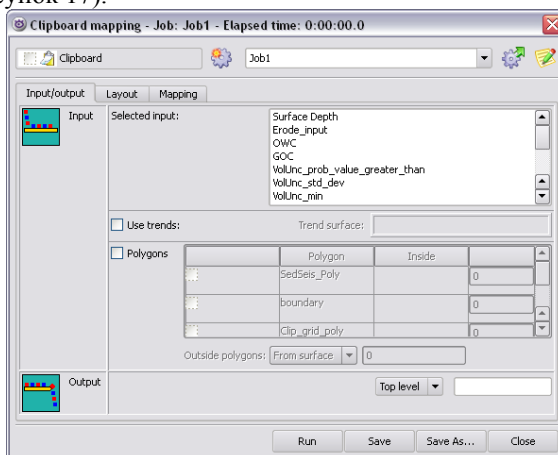 унок 17).
Clipboard mapping - Job: Job1 - Elapsed time: 0:00:00.0
Clipboard
Job1
Input/output Layout Mapping
Input
Selected input:
Surface Depth
Erode_input
OWC
GOC
VolUnc_prob_value_greater_than
VolUnc_std_dev
VolUnc_min
Use trends:
Trend surface:
Polygons
Polygon Inside
SedSeis_Poly 0
boundary 0
Clip_grid_poly 0
Outside polygons: From surface 0
Output
Top level
Run Save Save As... Close